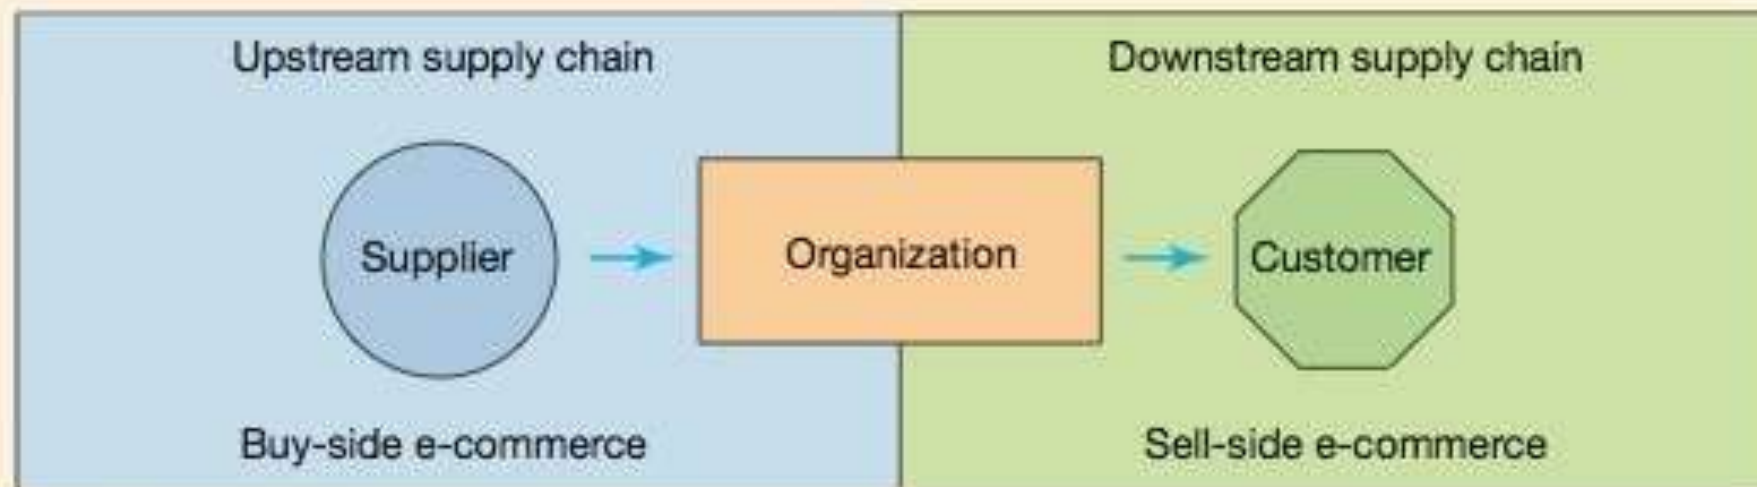 Upstream supply chain
Downstream supply chain
Supplier
Organization
Customer
Buy-side e-commerce
Sell-side e-commerce